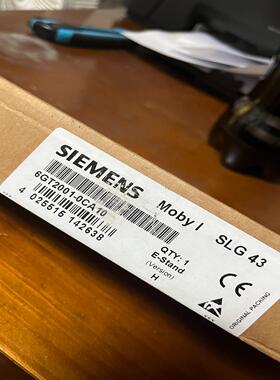 SIEMENS Moby I SLG 43
6GT2001-0CA10
4 025515 142638
QTY: 1
E-Stand
(Version)
H
CE
ORIGINAL PACKING